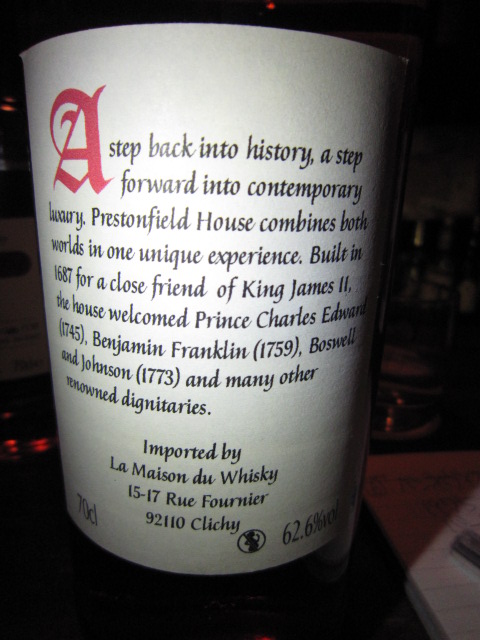 A step back into history, a step
forward into contemporary
luxury. Prestonfield House combines both
worlds in one unique experience. Built in
1687 for a close friend of King James II,
the house welcomed Prince Charles Edward
(1745), Benjamin Franklin (1759), Boswell
and Johnson (1773) and many other
renowned dignitaries.
Imported by
La Maison du Whisky
15-17 Rue Fournier
92110 Clichy
70cl
62.6%vol